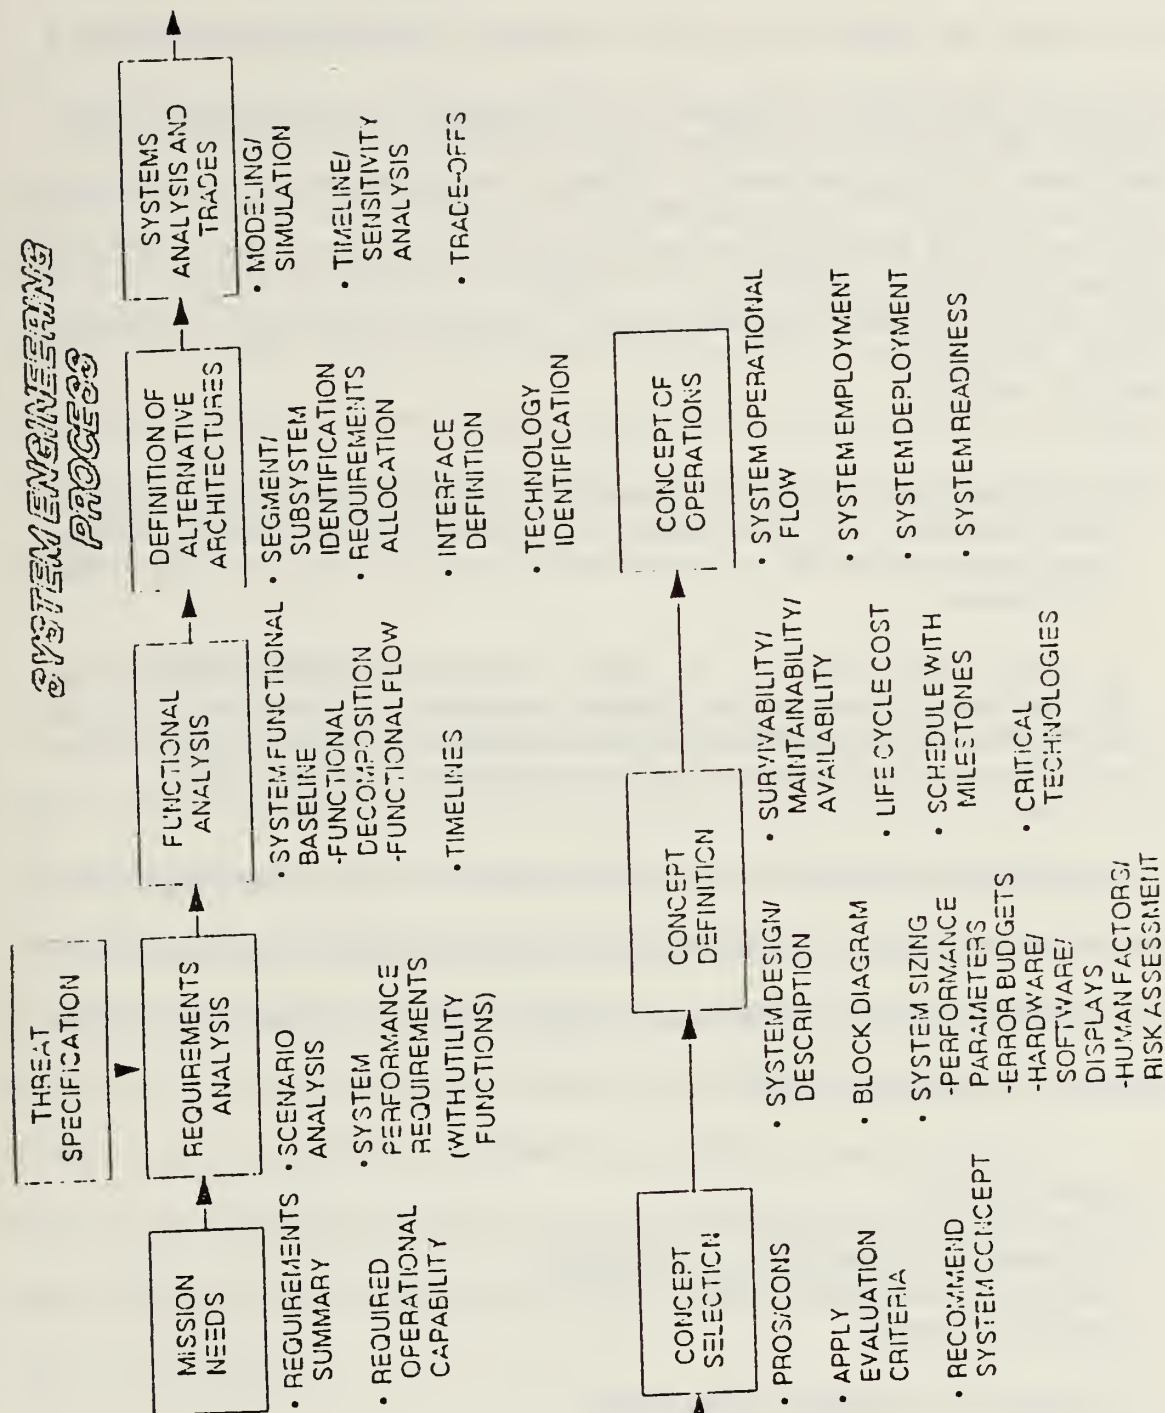 SYSTEM ENGINEERING
PROCESS
THREAT
SPECIFICATION
MISSION
NEEDS
• REQUIREMENTS
SUMMARY
• REQUIRED
OPERATIONAL
CAPABILITY
REQUIREMENTS
ANALYSIS
• SCENARIO
ANALYSIS
• SYSTEM
PERFORMANCE
REQUIREMENTS
(WITH UTILITY
FUNCTIONS)
FUNCTIONAL
ANALYSIS
• SYSTEM FUNCTIONAL
BASELINE
-FUNCTIONAL
DECOMPOSITION
-FUNCTIONAL FLOW
• TIMELINES
DEFINITION OF
ALTERNATIVE
ARCHITECTURES
• SEGMENT/
SUBSYSTEM
IDENTIFICATION
• REQUIREMENTS
ALLOCATION
• INTERFACE
DEFINITION
• TECHNOLOGY
IDENTIFICATION
SYSTEMS
ANALYSIS AND
TRADES
• MODELING/
SIMULATION
• TIMELINE/
SENSITIVITY
ANALYSIS
• TRADE-OFFS
CONCEPT
SELECTION
• PROS/CONS
• APPLY
EVALUATION
CRITERIA
• RECOMMEND
SYSTEM CONCEPT
CONCEPT
DEFINITION
• SYSTEM DESIGN/
DESCRIPTION
• BLOCK DIAGRAM
• SYSTEM SIZING
-PERFORMANCE
PARAMETERS
-ERROR BUDGETS
-HARDWARE/
SOFTWARE/
DISPLAYS
-HUMAN FACTORS/
RISK ASSESSMENT
• SURVIVABILITY/
MAINTAINABILITY/
AVAILABILITY
• LIFE CYCLE COST
• SCHEDULE WITH
MILESTONES
• CRITICAL
TECHNOLOGIES
CONCEPT OF
OPERATIONS
• SYSTEM OPERATIONAL
FLOW
• SYSTEM EMPLOYMENT
• SYSTEM DEPLOYMENT
• SYSTEM READINESS